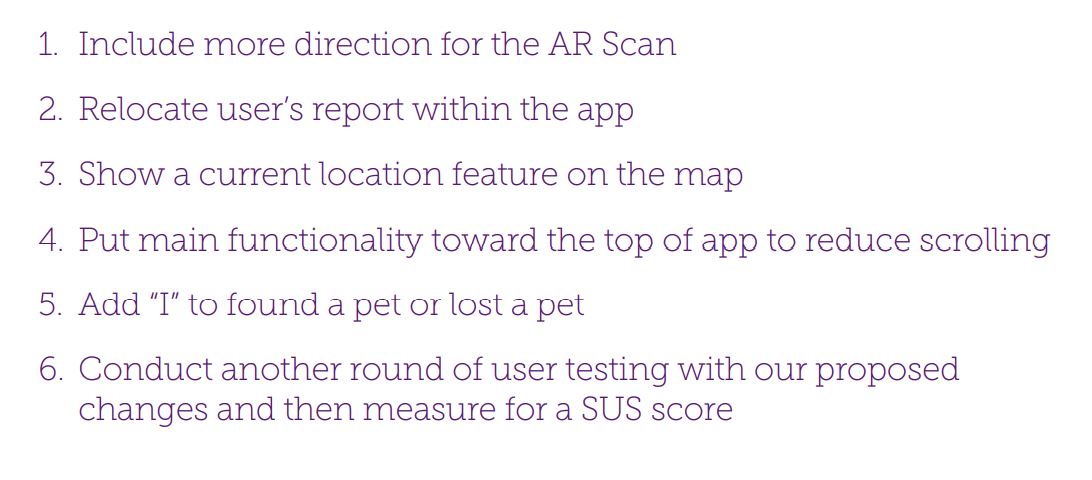 1. Include more direction for the AR Scan
2. Relocate user’s report within the app
3. Show a current location feature on the map
4. Put main functionality toward the top of app to reduce scrolling
5. Add “I” to found a pet or lost a pet
6. Conduct another round of user testing with our proposed
changes and then measure for a SUS score